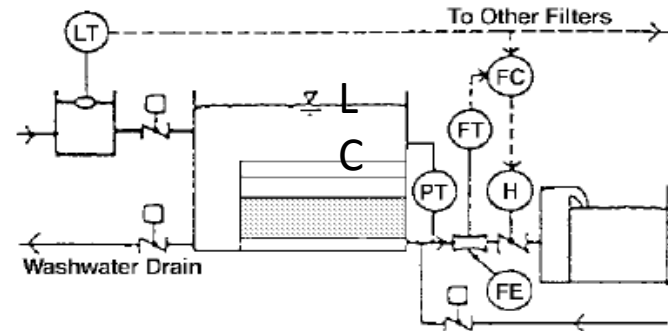 To Other Filters
LT
FC
L
FT
C
PT
H
Washwater Drain
FE